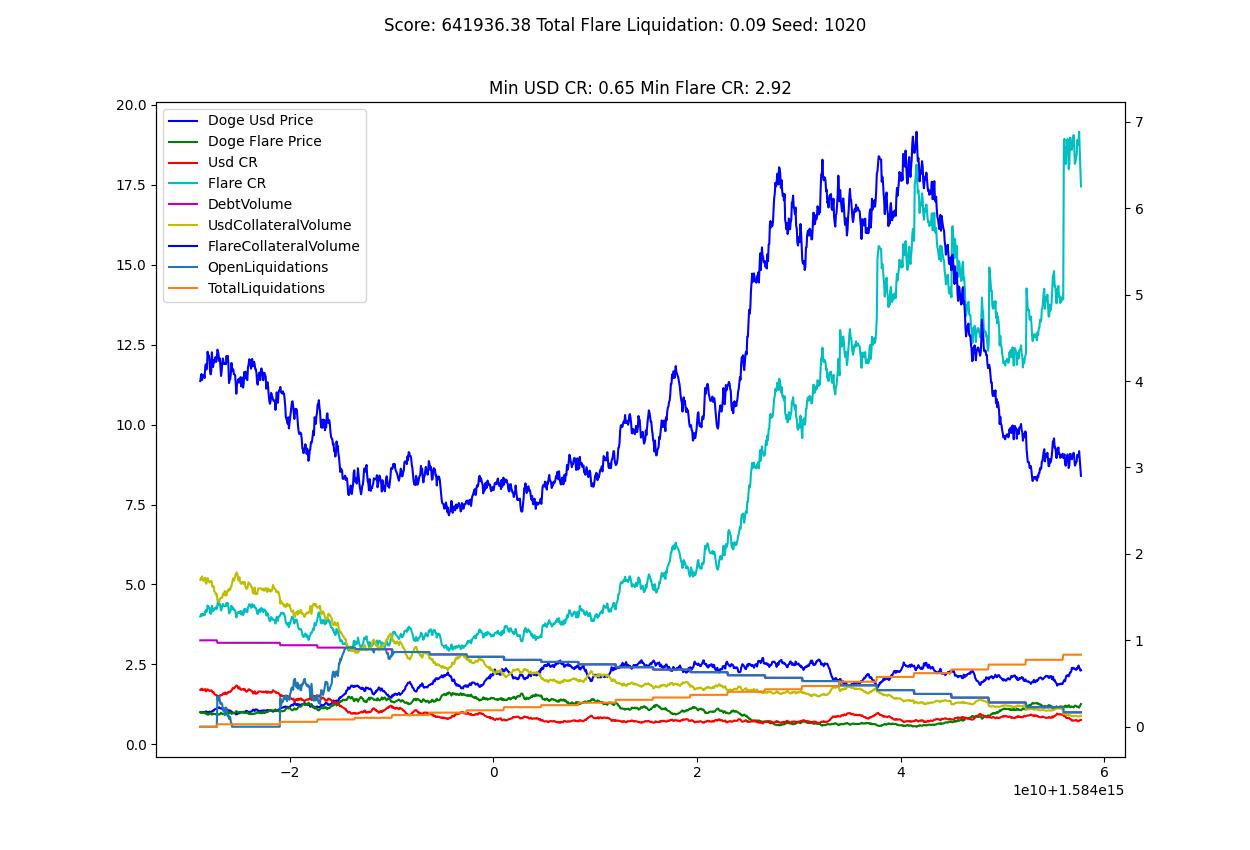 Score: 641936.38 Total Flare Liquidation: 0.09 Seed: 1020
Min USD CR: 0.65 Min Flare CR: 2.92
20.0
17.5
15.0
12.5
10.0
7.5
5.0
2.5
0.0
Doge Usd Price
Doge Flare Price
Usd CR
Flare CR
DebtVolume
UsdCollateralVolume
FlareCollateralVolume
OpenLiquidations
TotalLiquidations
7
6
5
4
3
2
1
0
−2
0
2
4
6
1e10+1.584e15